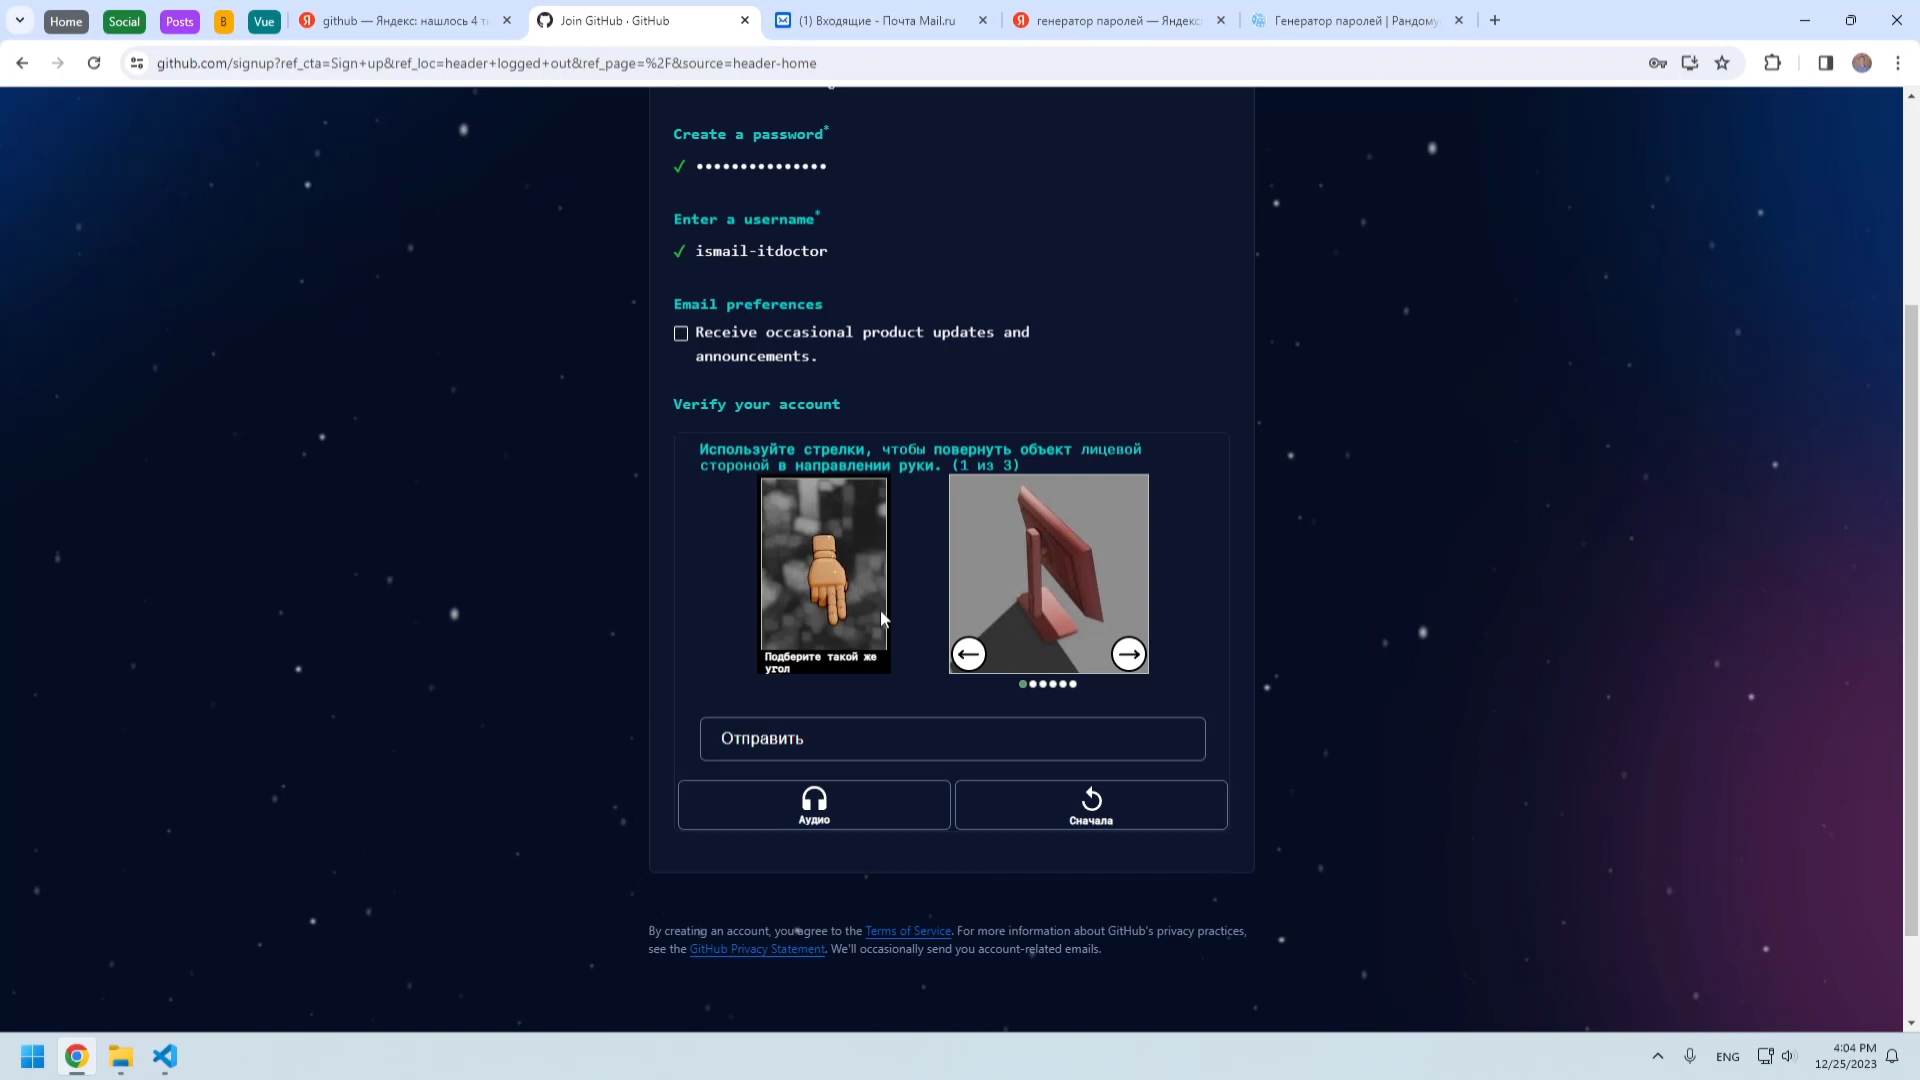 Home
Social
Posts
B
Vue
github — Яндекс: нашлось 4 т
Join GitHub · GitHub
(1) Входящие - Почта Mail.ru
генератор паролей — Яндекс:
Генератор паролей | Рандому
github.com/signup?ref_cta=Sign+up&ref_loc=header+logged+out&ref_page=%2F&source=header-home
Create a password*
Enter a username*
ismail-itdoctor
Email preferences
Receive occasional product updates and
announcements.
Verify your account
Используйте стрелки, чтобы повернуть объект лицевой
стороной в направлении руки. (1 из 3)
Подберите такой же
угол
Отправить
Аудио
Сначала
By creating an account, you agree to the Terms of Service. For more information about GitHub's privacy practices,
see the GitHub Privacy Statement. We'll occasionally send you account-related emails.
ENG
4:04 PM
12/25/2023